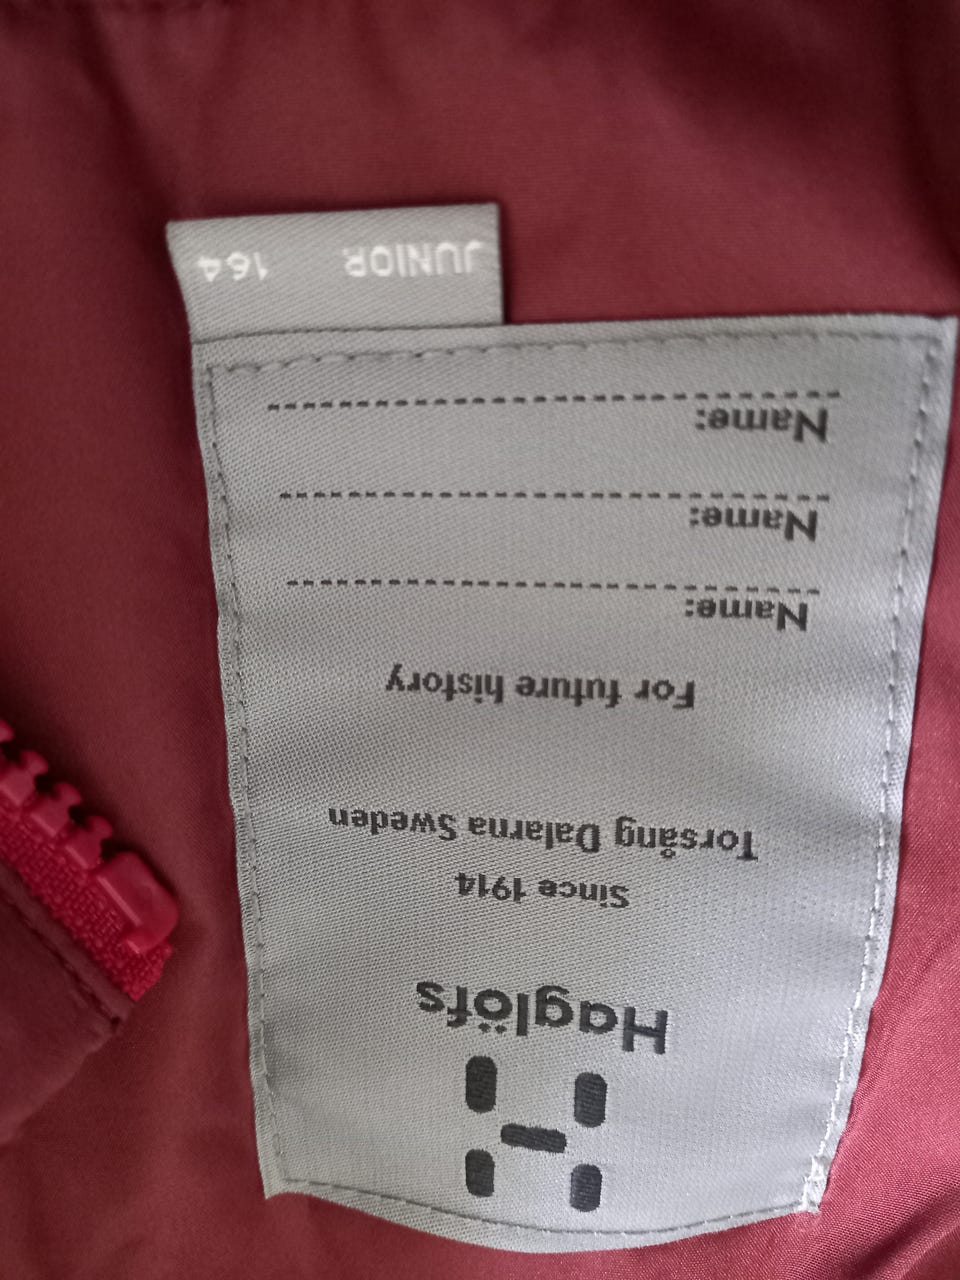 Haglöfs
Since 1914
Torsång Dalarna Sweden
For future history
Name:
Name:
Name:
JUNIOR 164